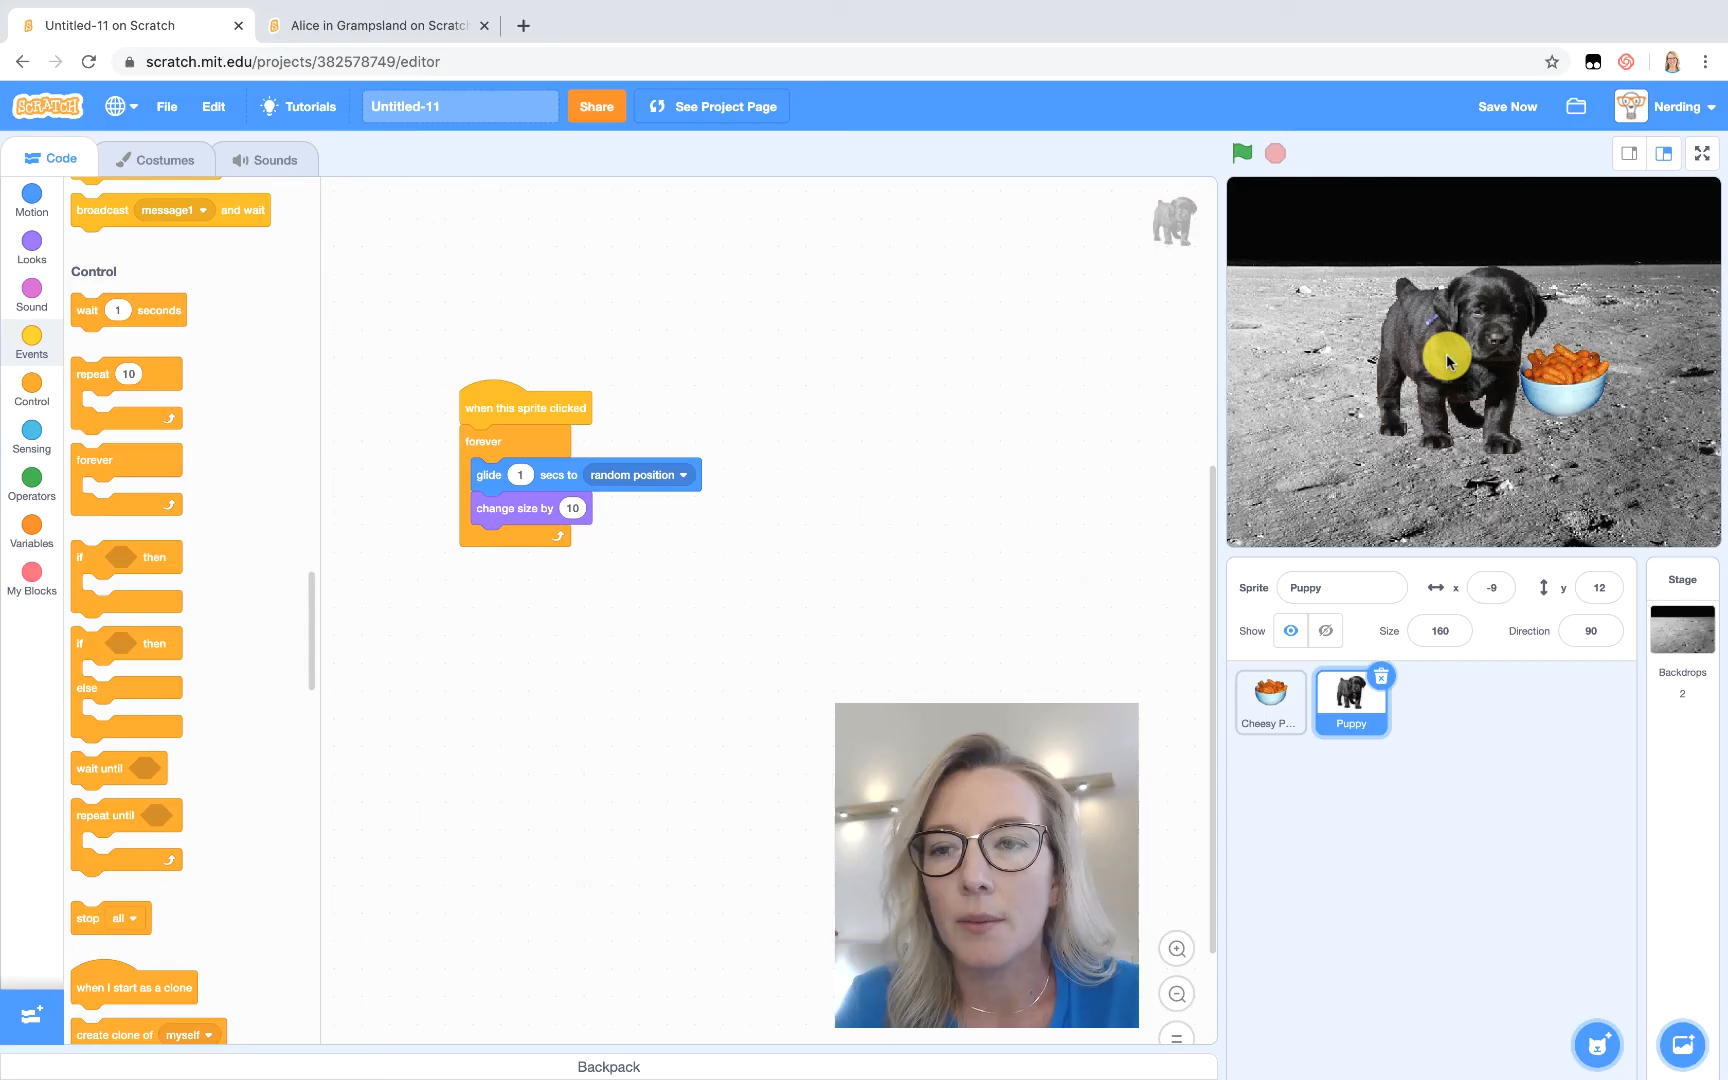 Untitled-11 on Scratch
Alice in Grampsland on Scratch
scratch.mit.edu/projects/382578749/editor
SCRATCH
File
Edit
Tutorials
Untitled-11
Share
See Project Page
Save Now
Nerding
Code
Costumes
Sounds
Motion
Looks
Sound
Events
Control
Sensing
Operators
Variables
My Blocks
broadcast message1 and wait
Control
wait 1 seconds
repeat 10
forever
if then
if then
else
wait until
repeat until
stop all
when I start as a clone
create clone of myself
when this sprite clicked
forever
glide 1 secs to random position
change size by 10
Sprite Puppy x -9 y 12
Show Size 160 Direction 90
Cheesy P...
Puppy
Stage
Backdrops
2
Backpack